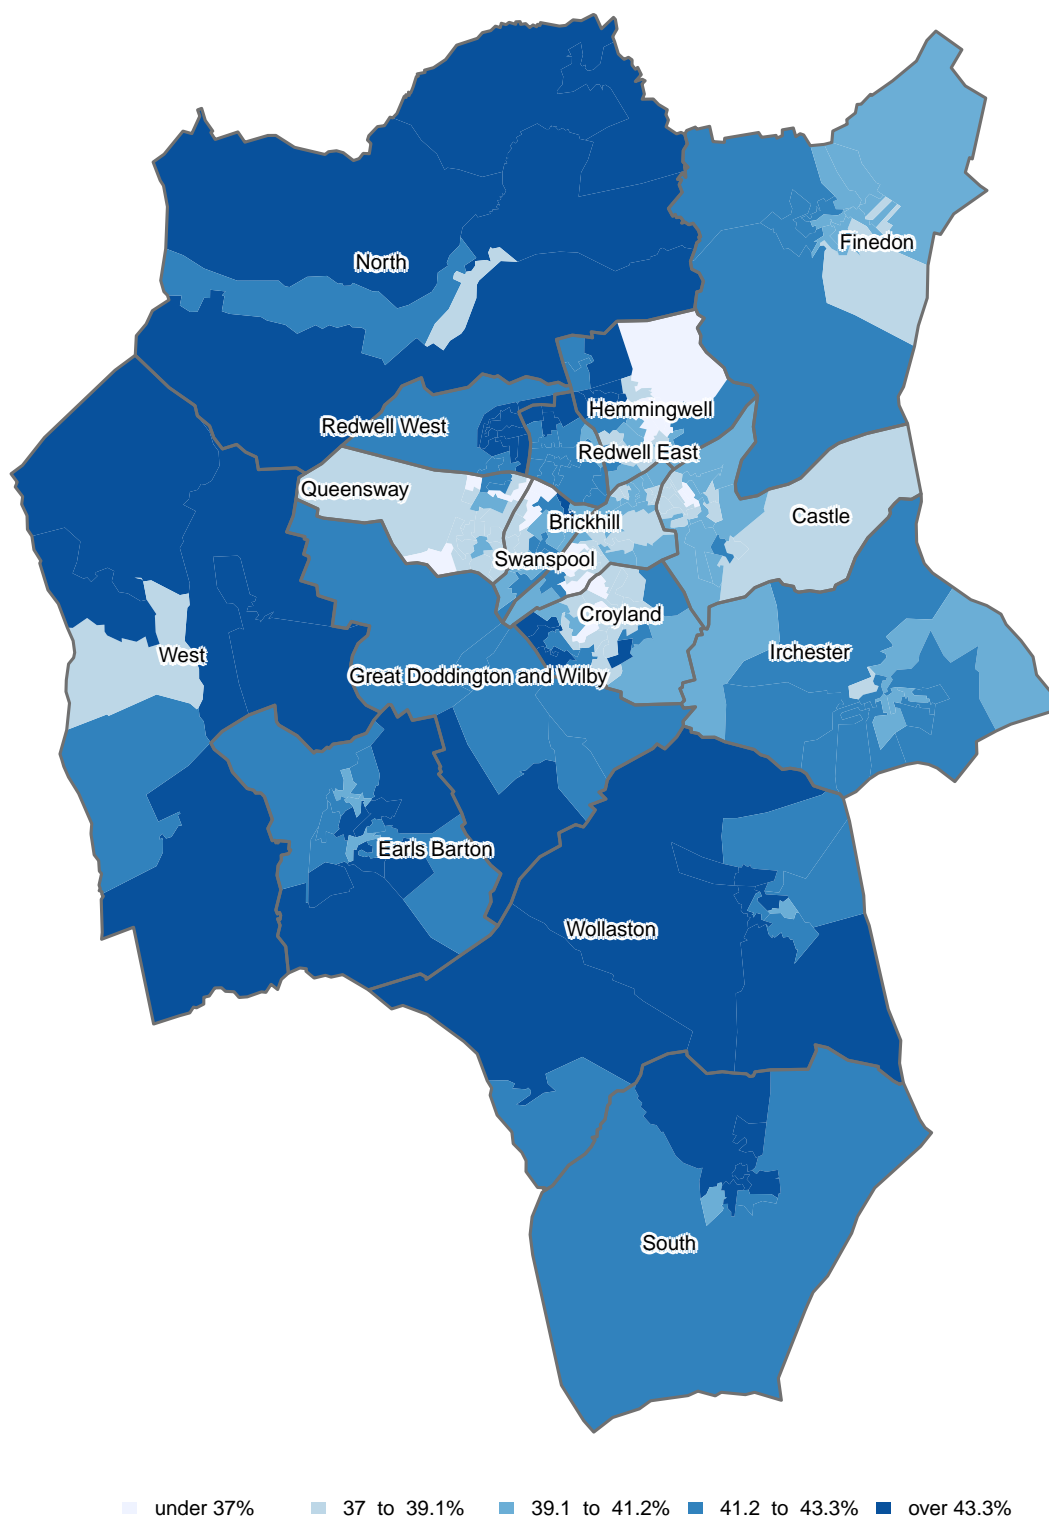 Finedon
North
Hemmingwell
Redwell West
Redwell East
Queensway
Castle
Brickhill
Swanspool
Croyland
Irchester
West
Great Doddington and Wilby
Earls Barton
Wollaston
South
under 37% 37 to 39.1% 39.1 to 41.2% 41.2 to 43.3% over 43.3%